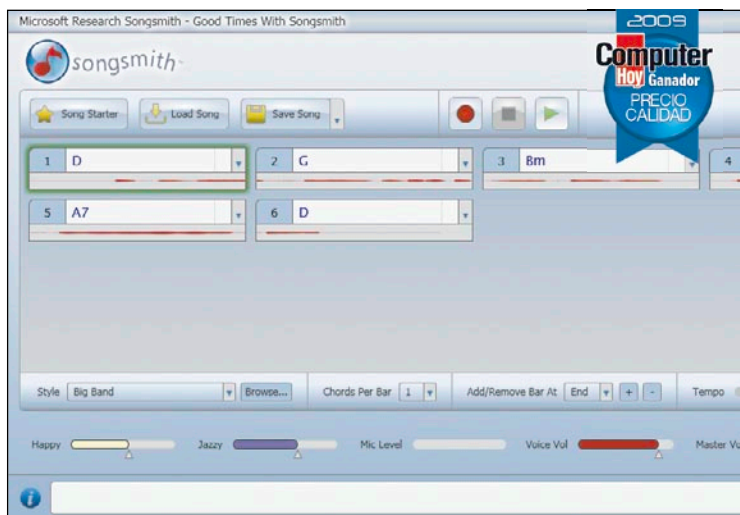 Microsoft Research Songsmith - Good Times With Songsmith
2009
Computer
Hoy Ganador
PRECIO
CALIDAD
songsmith
Song Starter Load Song Save Song
1 D 2 G 3 Bm 4
5 A7 6 D
Style Big Band Browse... Chords Per Bar 1 Add/Remove Bar At End + - Tempo
Happy Jazzy Mic Level Voice Vol Master Vo